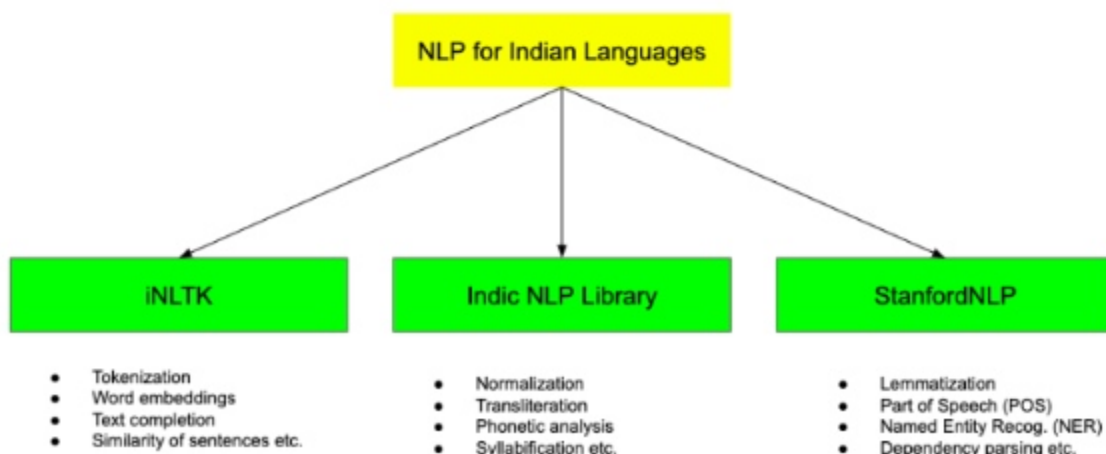 NLP for Indian Languages
iNLTK
Indic NLP Library
StanfordNLP
● Tokenization
● Word embeddings
● Text completion
● Similarity of sentences etc.
● Normalization
● Transliteration
● Phonetic analysis
● Syllabification etc.
● Lemmatization
● Part of Speech (POS)
● Named Entity Recog. (NER)
● Dependency parsing etc.